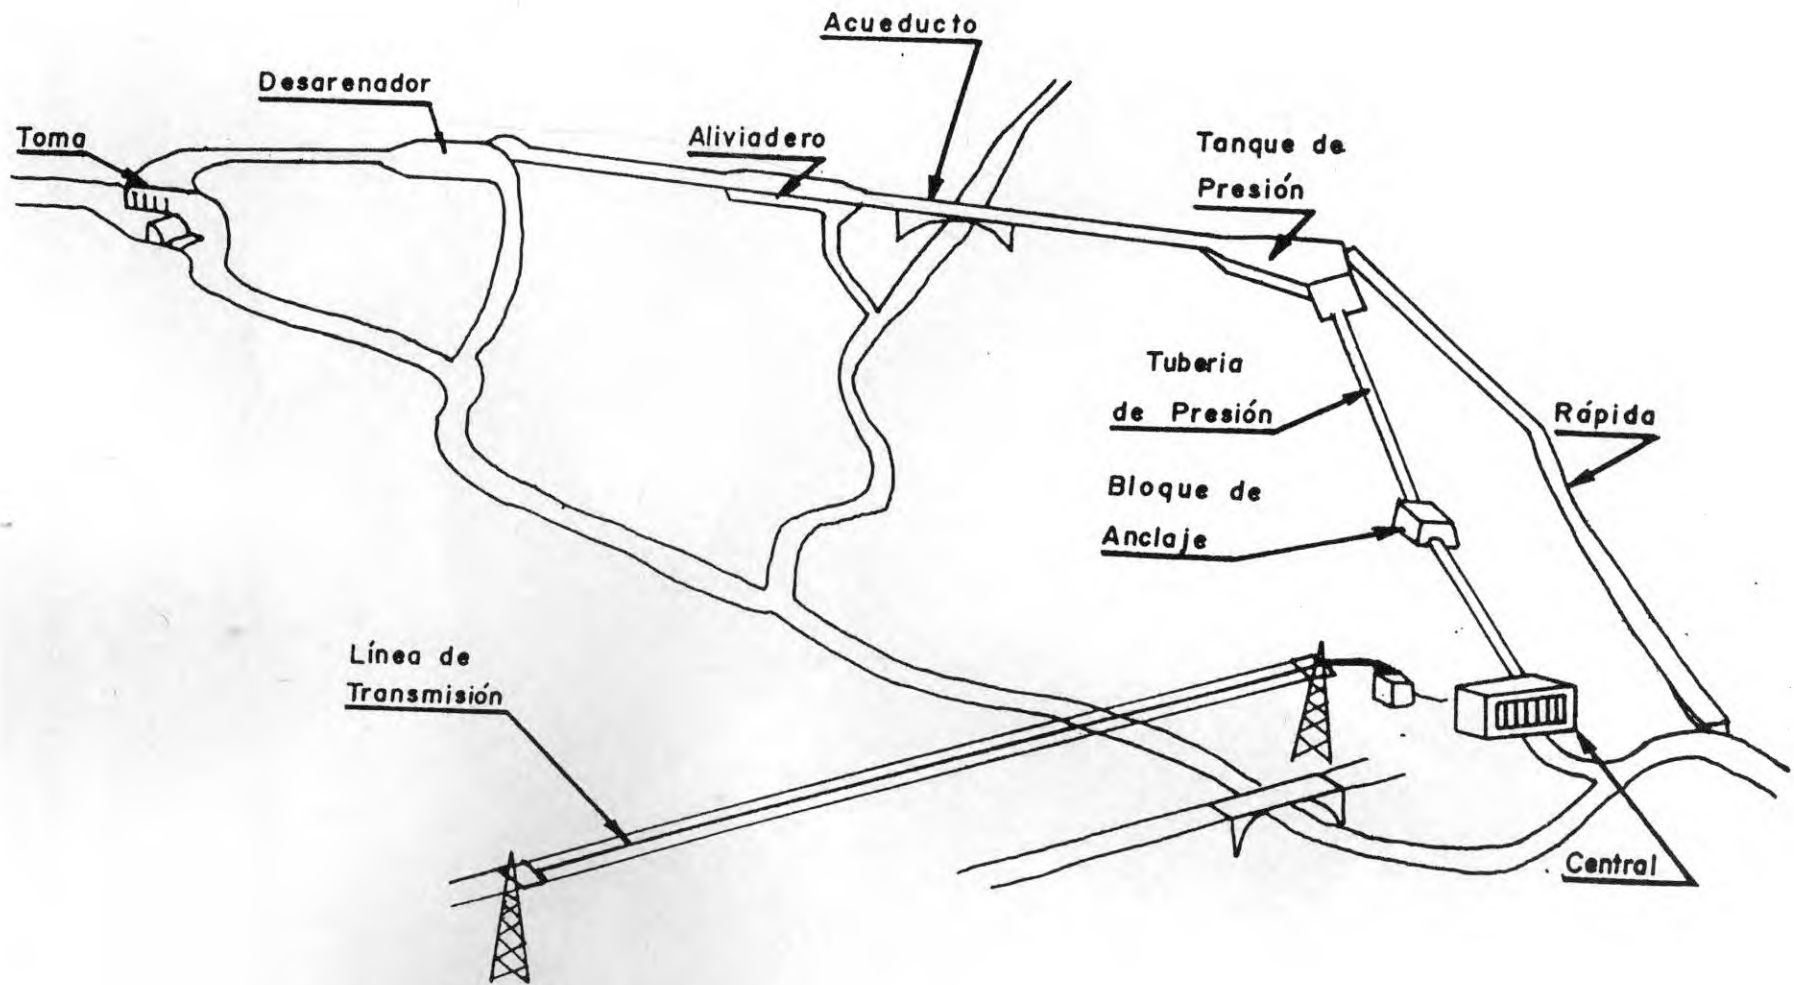 Acueducto
Desarenador
Toma
Aliviadero
Tanque de
Presión
Tuberia
de Presión
Rápida
Bloque de
Anclaje
Línea de
Transmisión
Central